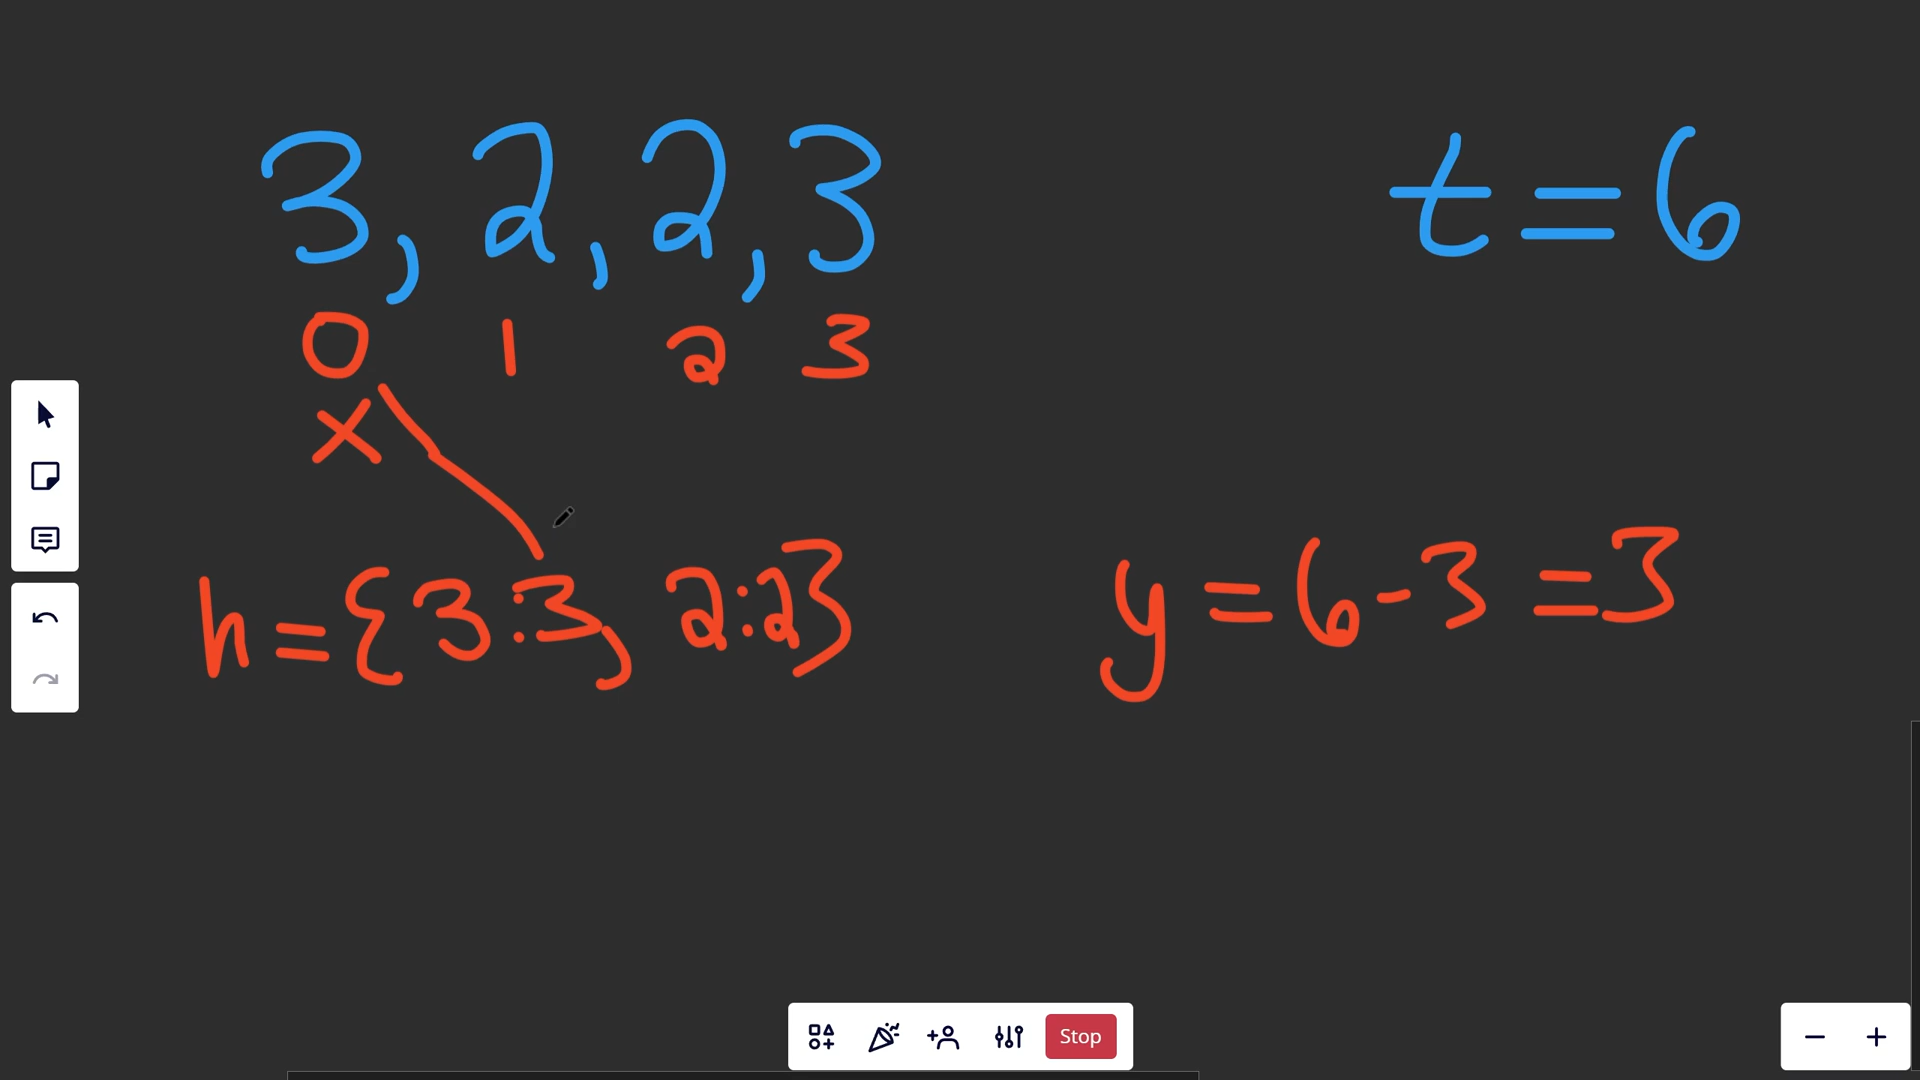 3, 2, 2, 3
t=6
0 1 2 3
x
h={3:3, 2:2}
y=6-3=3
Stop